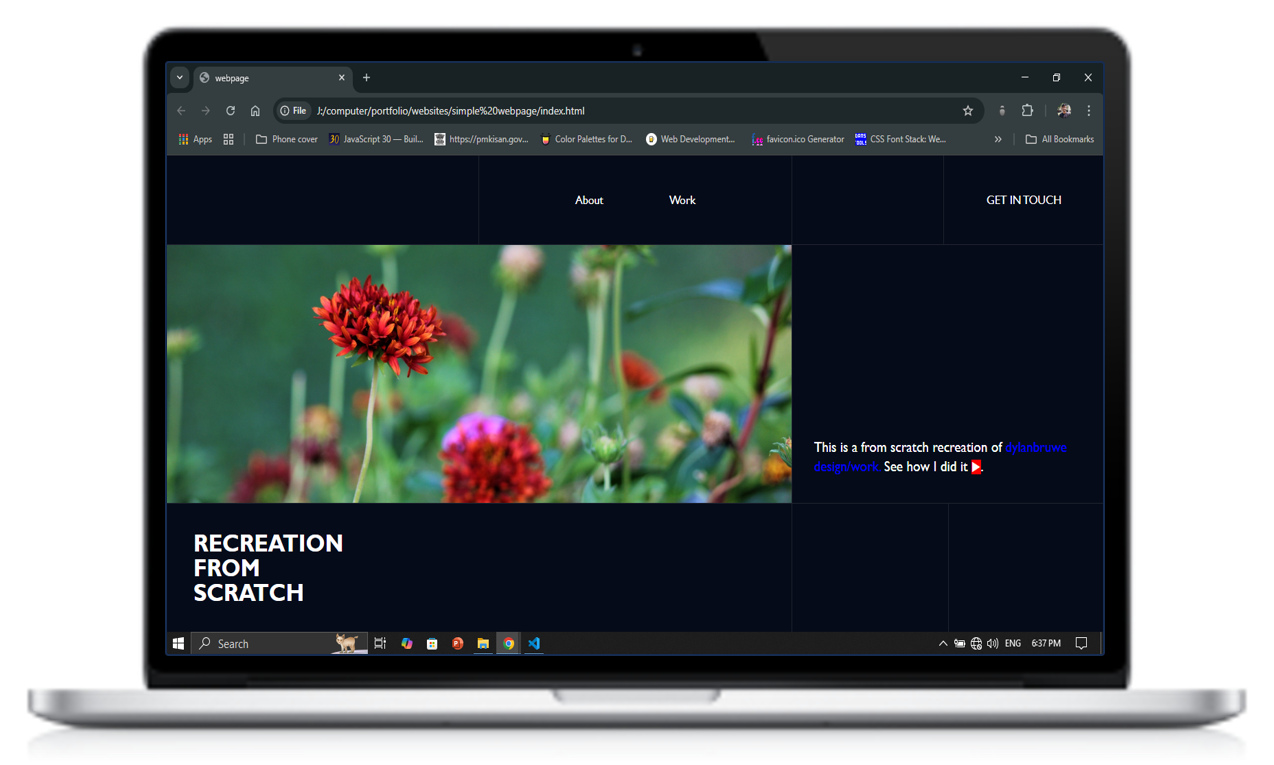 webpage
File
J:/computer/portfolio/websites/simple%20webpage/index.html
Apps
Phone cover
30
JavaScript 30 — Buil...
https://pmkisan.gov...
Color Palettes for D...
Web Development...
favicon.ico Generator
CSS Font Stack: We...
All Bookmarks
About
Work
GET IN TOUCH
This is a from scratch recreation of dylanbruwe
design/work. See how I did it ▶.
RECREATION
FROM
SCRATCH
Search
ENG
6:37 PM